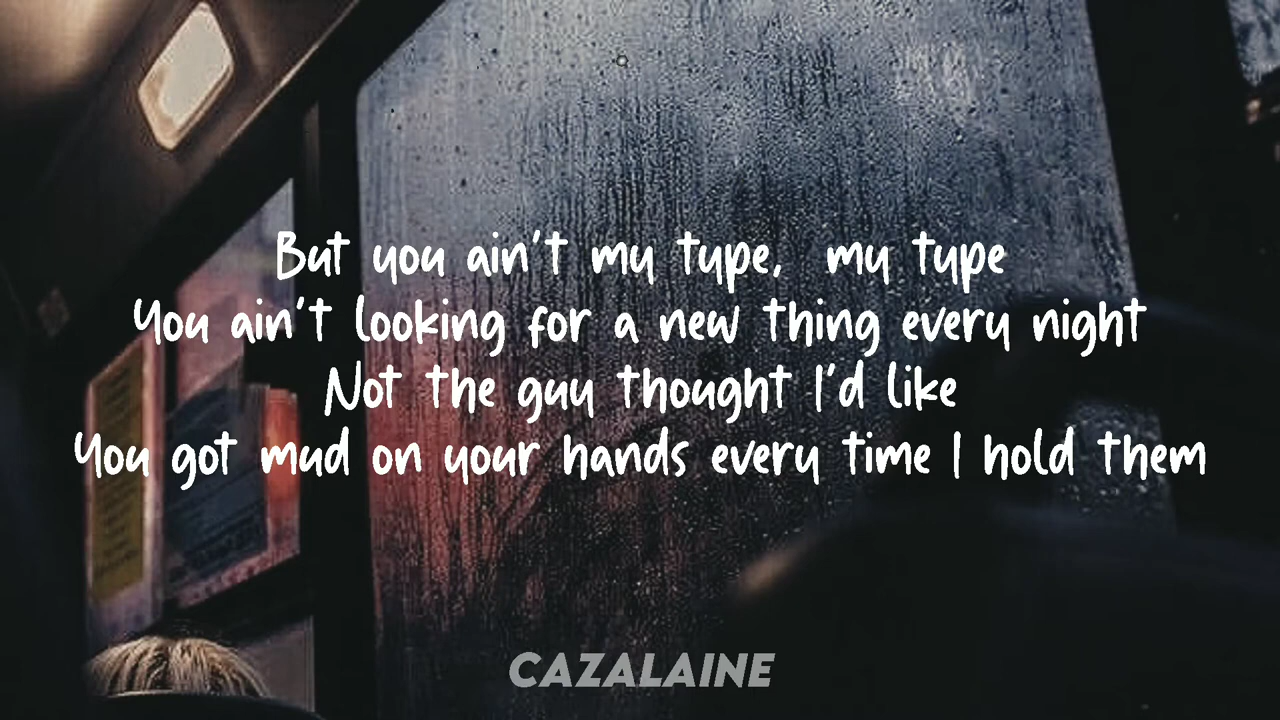 But you ain't my type, my type
You ain't looking for a new thing every night
Not the guy thought I'd like
You got mud on your hands every time I hold them
CAZALAINE